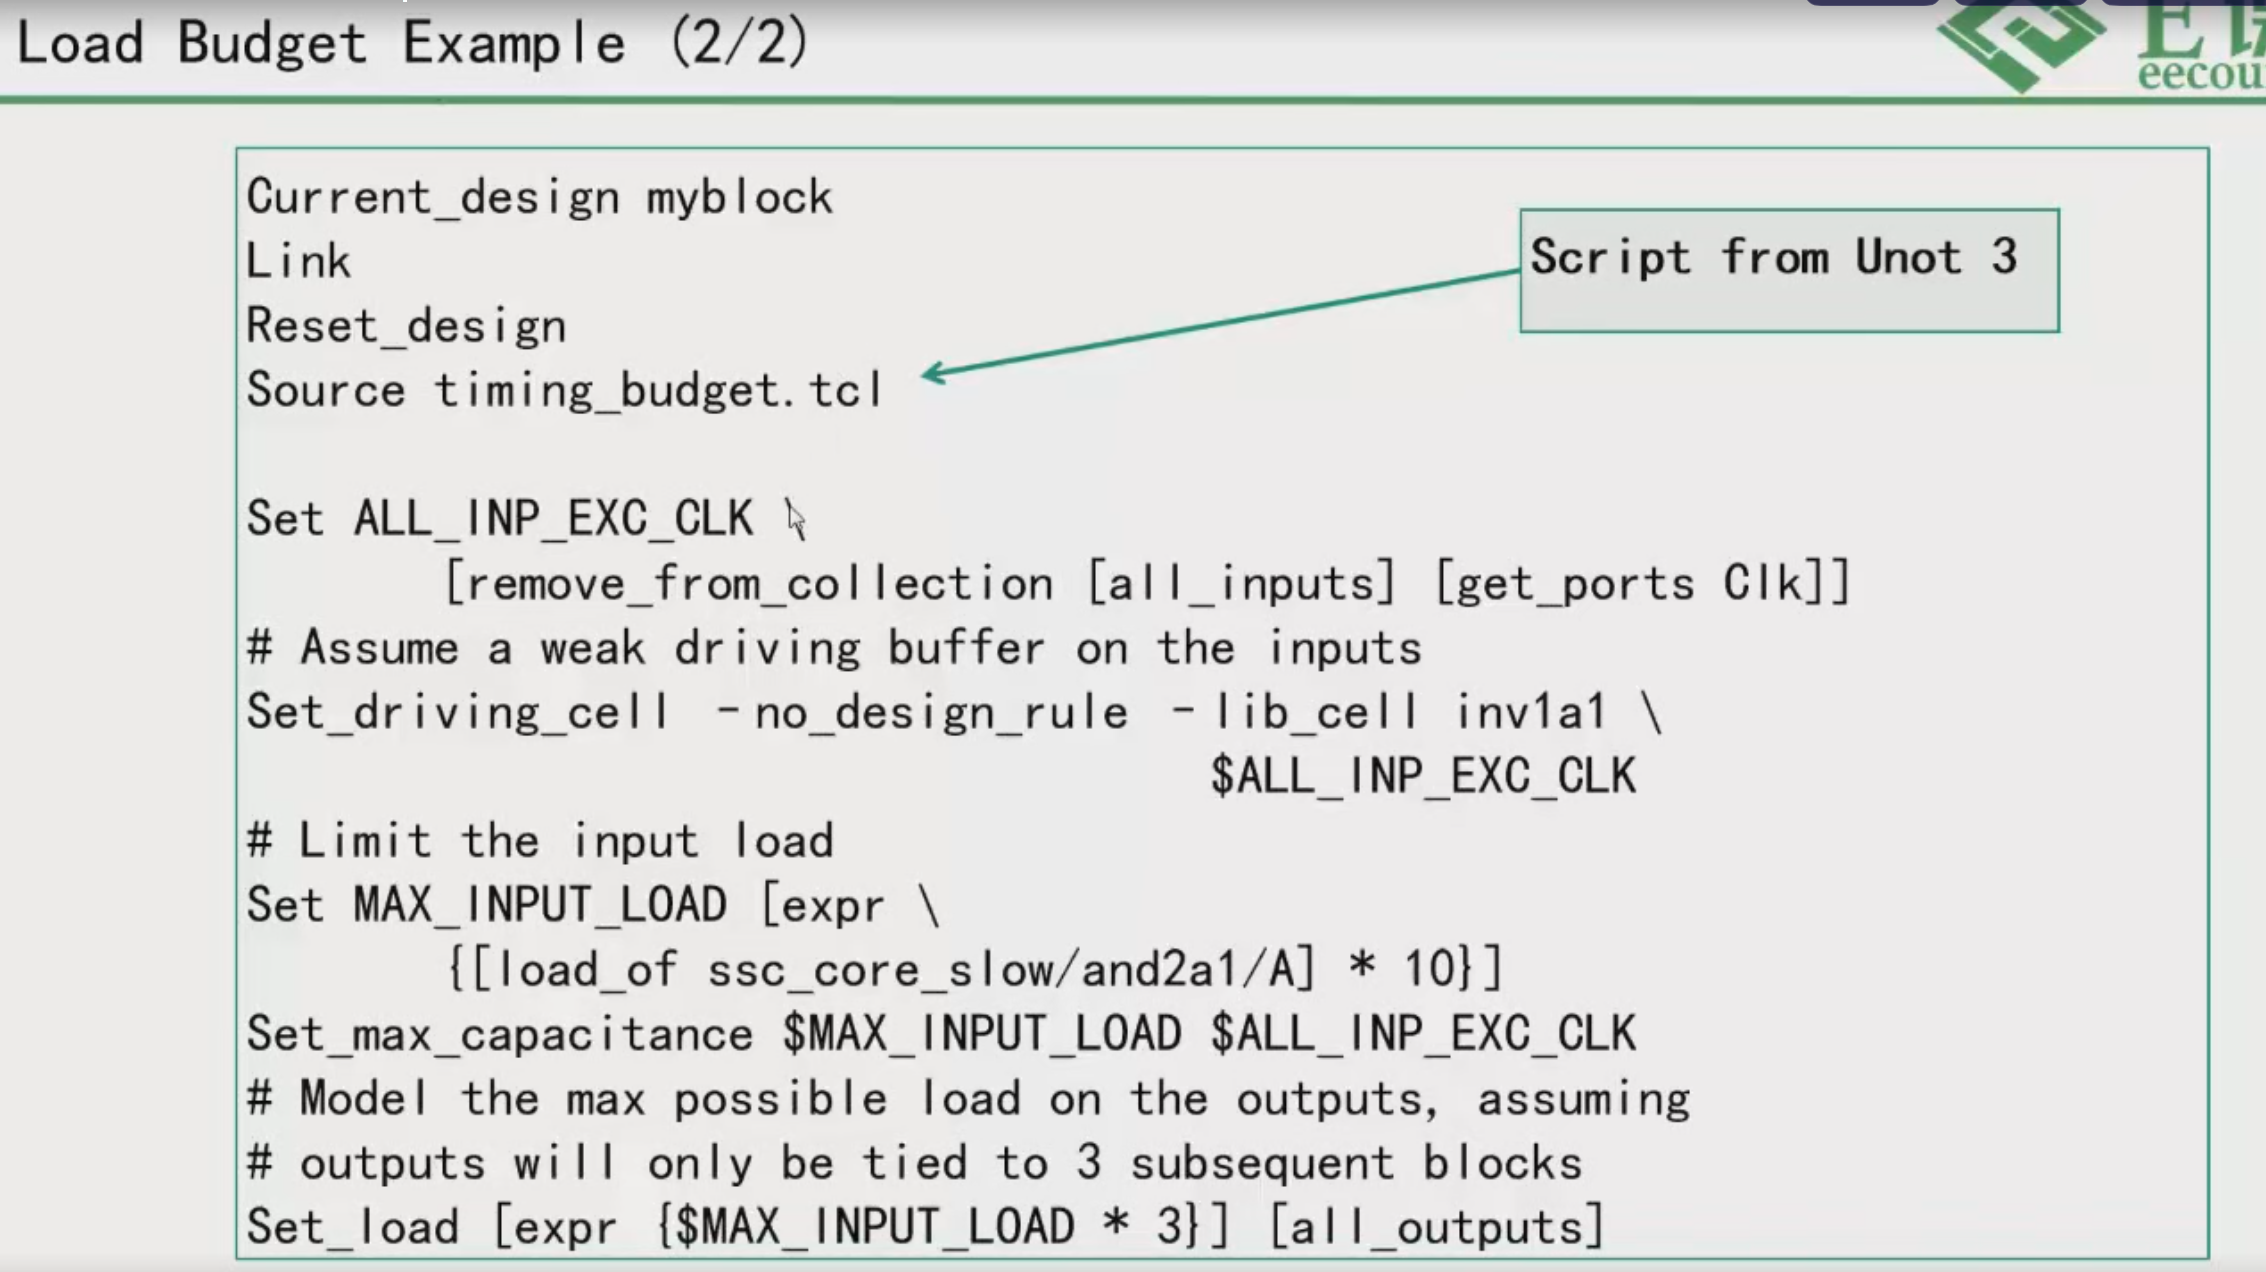 Load Budget Example (2/2)
E
eecou
Current_design myblock
Link
Reset_design
Source timing_budget.tcl
Script from Unot 3
Set ALL_INP_EXC_CLK \
[remove_from_collection [all_inputs] [get_ports Clk]]
# Assume a weak driving buffer on the inputs
Set_driving_cell -no_design_rule -lib_cell inv1a1 \
$ALL_INP_EXC_CLK
# Limit the input load
Set MAX_INPUT_LOAD [expr \
{[load_of ssc_core_slow/and2a1/A] * 10}]
Set_max_capacitance $MAX_INPUT_LOAD $ALL_INP_EXC_CLK
# Model the max possible load on the outputs, assuming
# outputs will only be tied to 3 subsequent blocks
Set_load [expr {$MAX_INPUT_LOAD * 3}] [all_outputs]